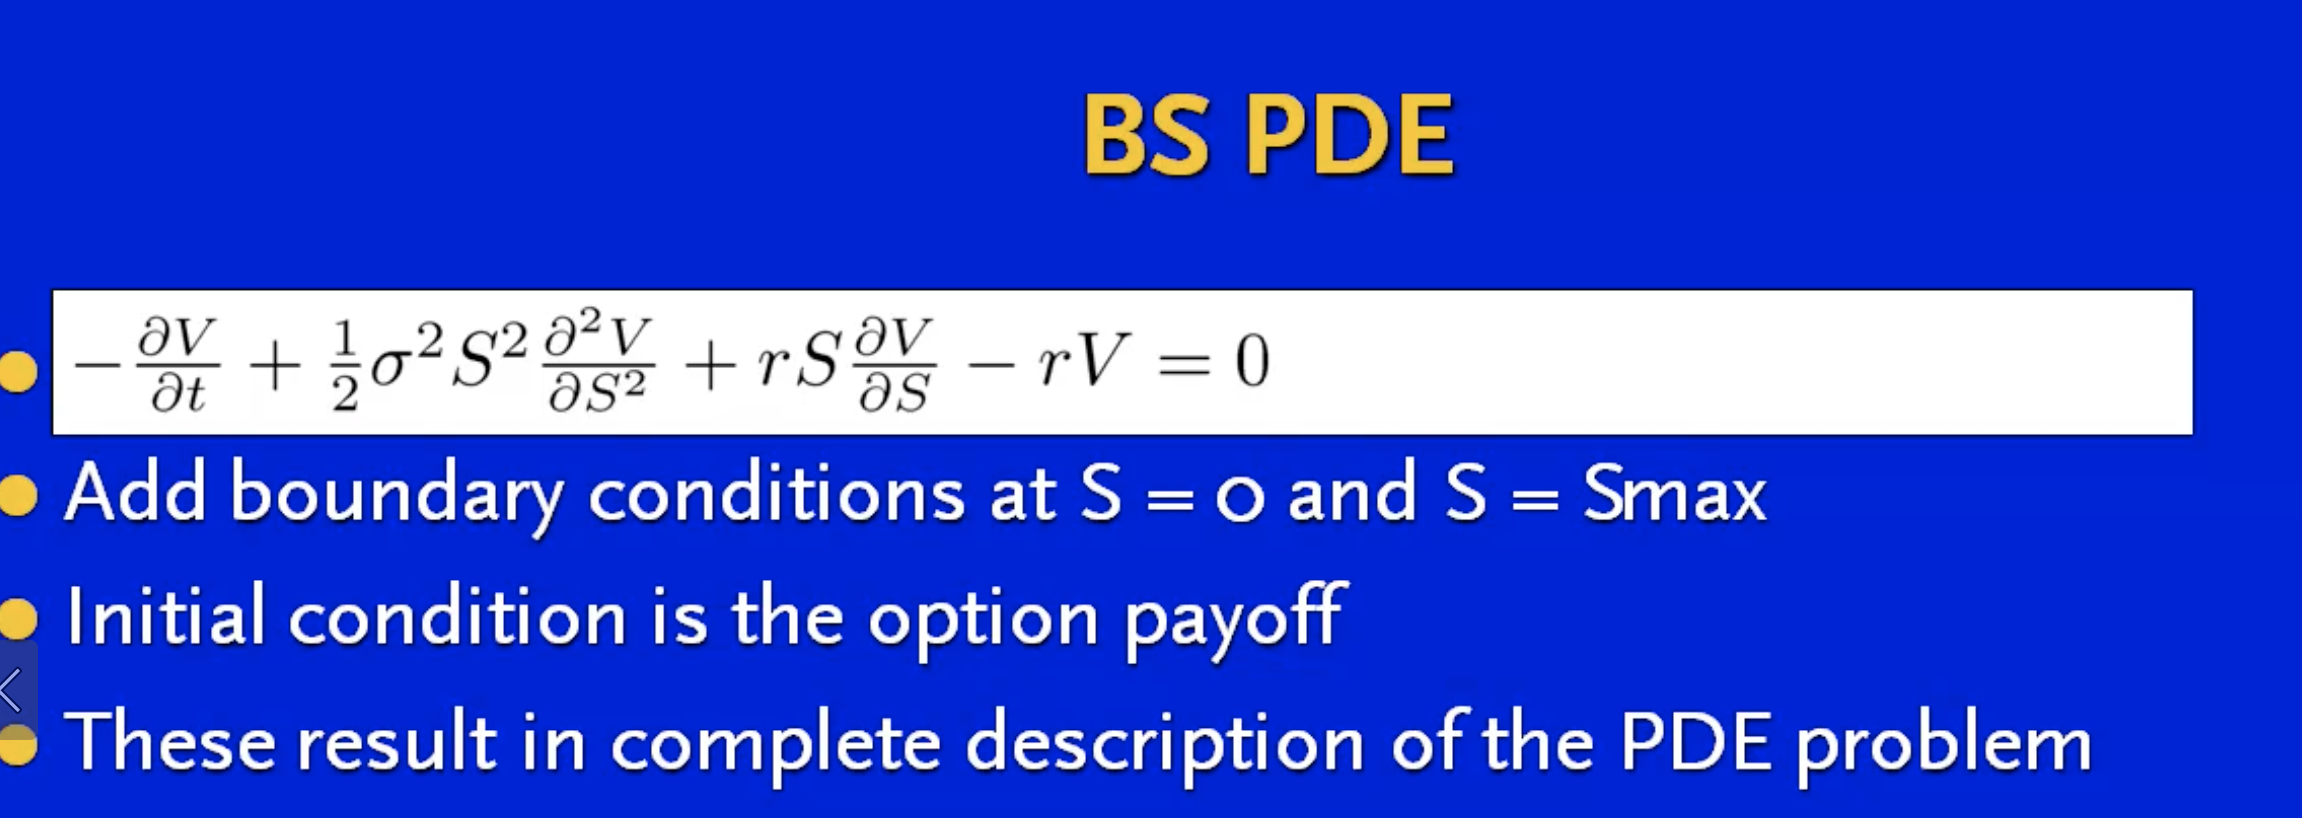 BS PDE
$-\frac{\partial V}{\partial t} + \frac{1}{2}\sigma^2 S^2 \frac{\partial^2 V}{\partial S^2} + rS\frac{\partial V}{\partial S} - rV = 0$
Add boundary conditions at S = 0 and S = Smax
Initial condition is the option payoff
These result in complete description of the PDE problem